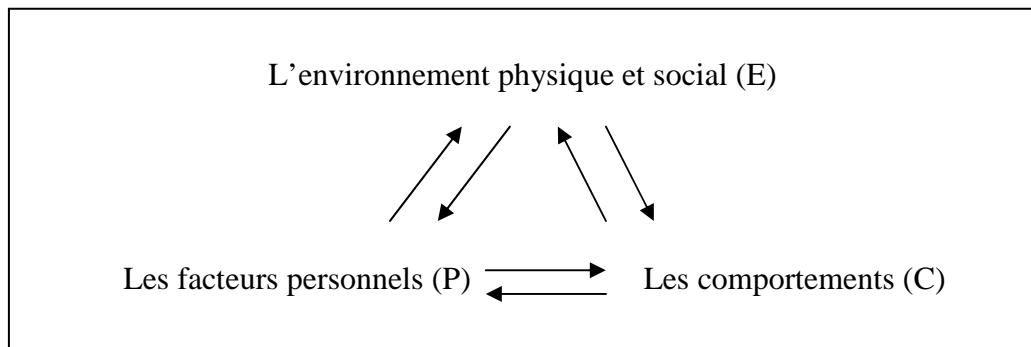 L’environnement physique et social (E)
Les facteurs personnels (P)
Les comportements (C)